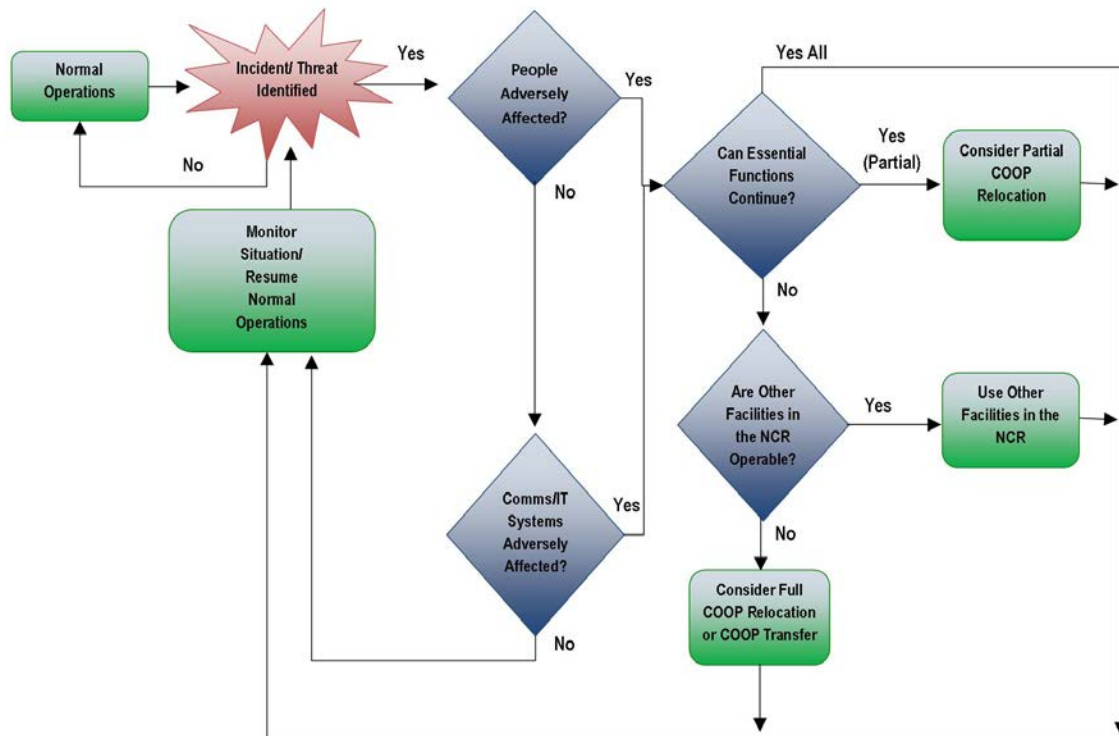 Normal
Operations
Incident/ Threat
Identified
Yes
No
People
Adversely
Affected?
Yes
No
Yes All
Can Essential
Functions
Continue?
Yes
(Partial)
Consider Partial
COOP
Relocation
No
Monitor
Situation/
Resume
Normal
Operations
Are Other
Facilities in
the NCR
Operable?
Yes
Use Other
Facilities in the
NCR
No
Comms/IT
Systems
Adversely
Affected?
Yes
No
Consider Full
COOP Relocation
or COOP Transfer